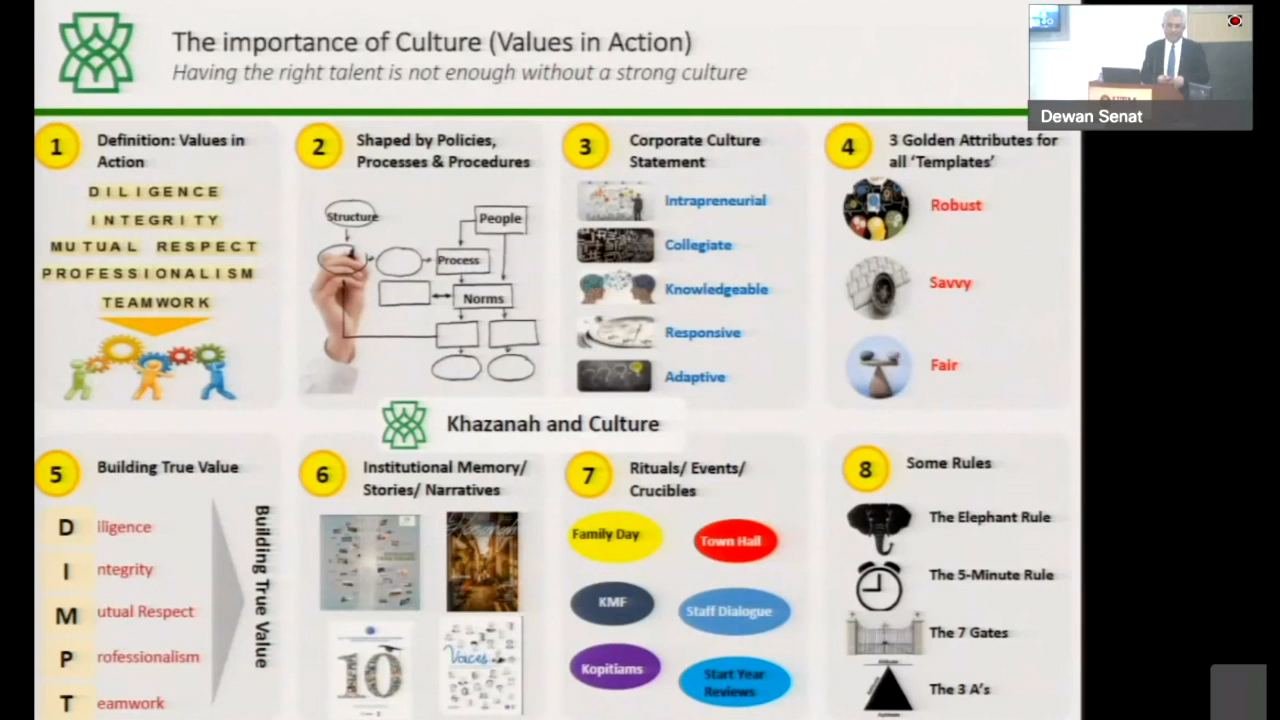 The importance of Culture (Values in Action)
Having the right talent is not enough without a strong culture
Dewan Senat
1
Definition: Values in
Action
DILIGENCE
INTEGRITY
MUTUAL RESPECT
PROFESSIONALISM
TEAMWORK
2
Shaped by Policies,
Processes & Procedures
Structure
People
Process
Norms
3
Corporate Culture
Statement
Intrapreneurial
Collegiate
Knowledgeable
Responsive
Adaptive
4
3 Golden Attributes for
all ‘Templates’
Robust
Savvy
Fair
Khazanah and Culture
5
Building True Value
D iligence
I ntegrity
M utual Respect
P rofessionalism
T eamwork
Building True Value
6
Institutional Memory/
Stories/ Narratives
10
Voices
7
Rituals/ Events/
Crucibles
Family Day
Town Hall
KMF
Staff Dialogue
Kopitiams
Start Year
Reviews
8
Some Rules
The Elephant Rule
The 5-Minute Rule
The 7 Gates
The 3 A's